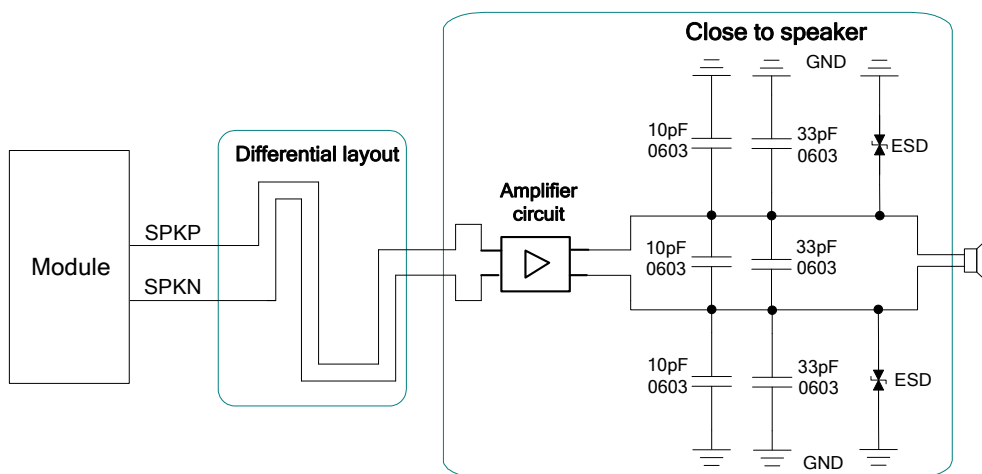 Close to speaker
GND
10pF
0603
33pF
0603
ESD
Differential layout
Amplifier
circuit
SPKP
Module
SPKN
10pF
0603
33pF
0603
10pF
0603
33pF
0603
ESD
GND